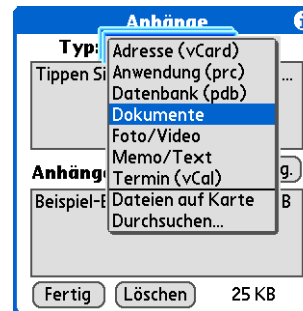 Anhänge
Typ:
Adresse (vCard)
Tippen Si
Anwendung (prc)
...
Datenbank (pdb)
Dokumente
Foto/Video
Memo/Text
Anhäng
Termin (vCal)
g.)
Beispiel-E
Dateien auf Karte
B
Durchsuchen...
Fertig
Löschen
25 KB